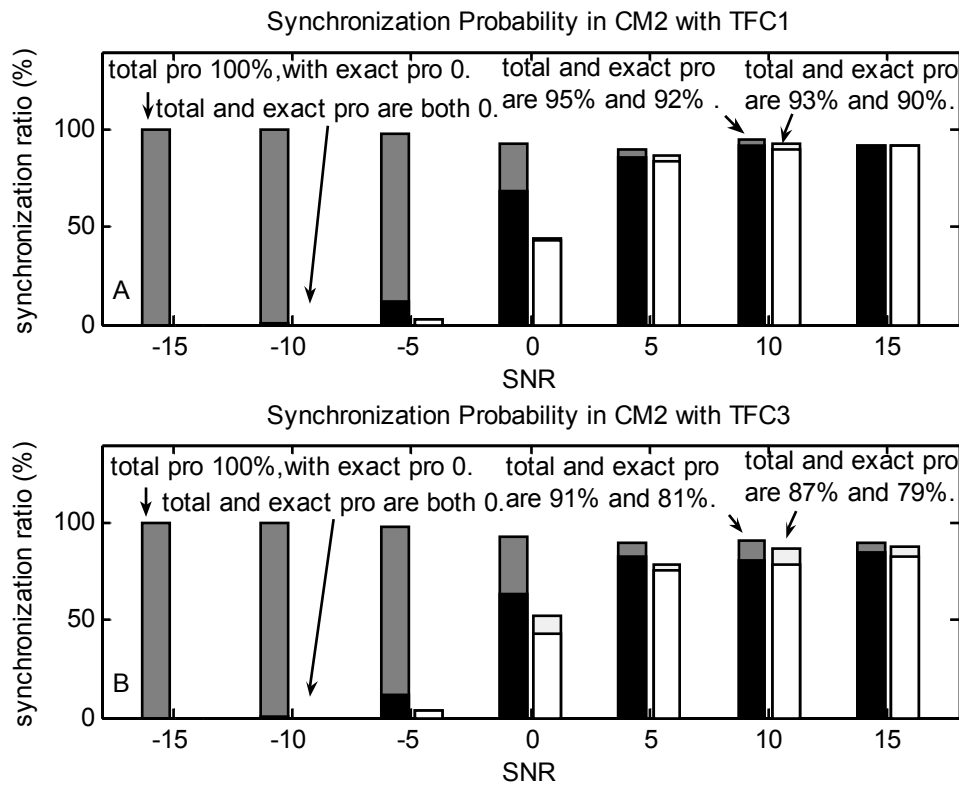 Synchronization Probability in CM2 with TFC1
total pro 100%,with exact pro 0.
total and exact pro are both 0.
total and exact pro
are 95% and 92% .
total and exact pro
are 93% and 90%.
synchronization ratio (%)
100
50
0
A
-15 -10 -5 0 5 10 15
SNR
Synchronization Probability in CM2 with TFC3
total pro 100%,with exact pro 0.
total and exact pro are both 0.
total and exact pro
are 91% and 81%.
total and exact pro
are 87% and 79%.
synchronization ratio (%)
100
50
0
B
-15 -10 -5 0 5 10 15
SNR